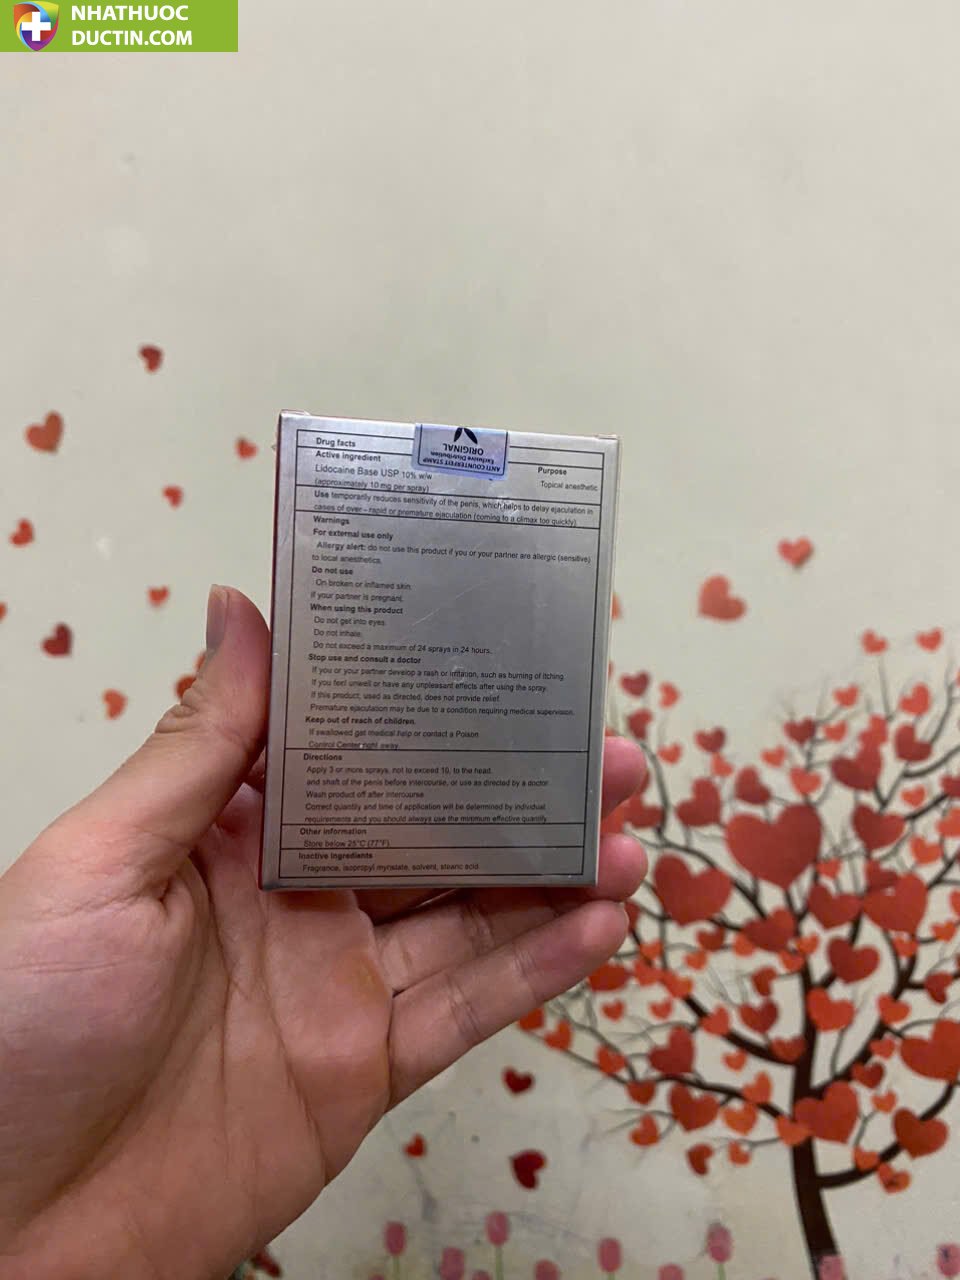 NHATHUOC
DUCTIN.COM
ANTI COUNTERFEIT STAMP
Exclusive Distribution
ORIGINAL
Drug facts
Active ingredient
Purpose
Lidocaine Base USP 10% w/w
(approximately 10 mg per spray)
Topical anesthetic
Use temporarily reduces sensitivity of the penis, which helps to delay ejaculation in
cases of over - rapid or premature ejaculation (coming to a climax too quickly)
Warnings
For external use only
Allergy alert: do not use this product if you or your partner are allergic (sensitive)
to local anesthetics.
Do not use
On broken or inflamed skin
If your partner is pregnant.
When using this product
Do not get into eyes.
Do not inhale.
Do not exceed a maximum of 24 sprays in 24 hours.
Stop use and consult a doctor
If you or your partner develop a rash or irritation, such as burning of itching
If you feel unwell or have any unpleasant effects after using the spray.
If this product, used as directed, does not provide relief.
Premature ejaculation may be due to a condition requiring medical supervision.
Keep out of reach of children.
If swallowed get medical help or contact a Poison
Control Center right away.
Directions
Apply 3 or more sprays, not to exceed 10, to the head.
and shaft of the penis before intercourse, or use as directed by a doctor.
Wash product off after intercourse.
Correct quantity and time of application will be determined by individual
requirements and you should always use the minimum effective quantity
Other information
Store below 25°C (77°F)
Inactive Ingredients
Fragrance, isopropyl myristate, solvent, stearic acid.